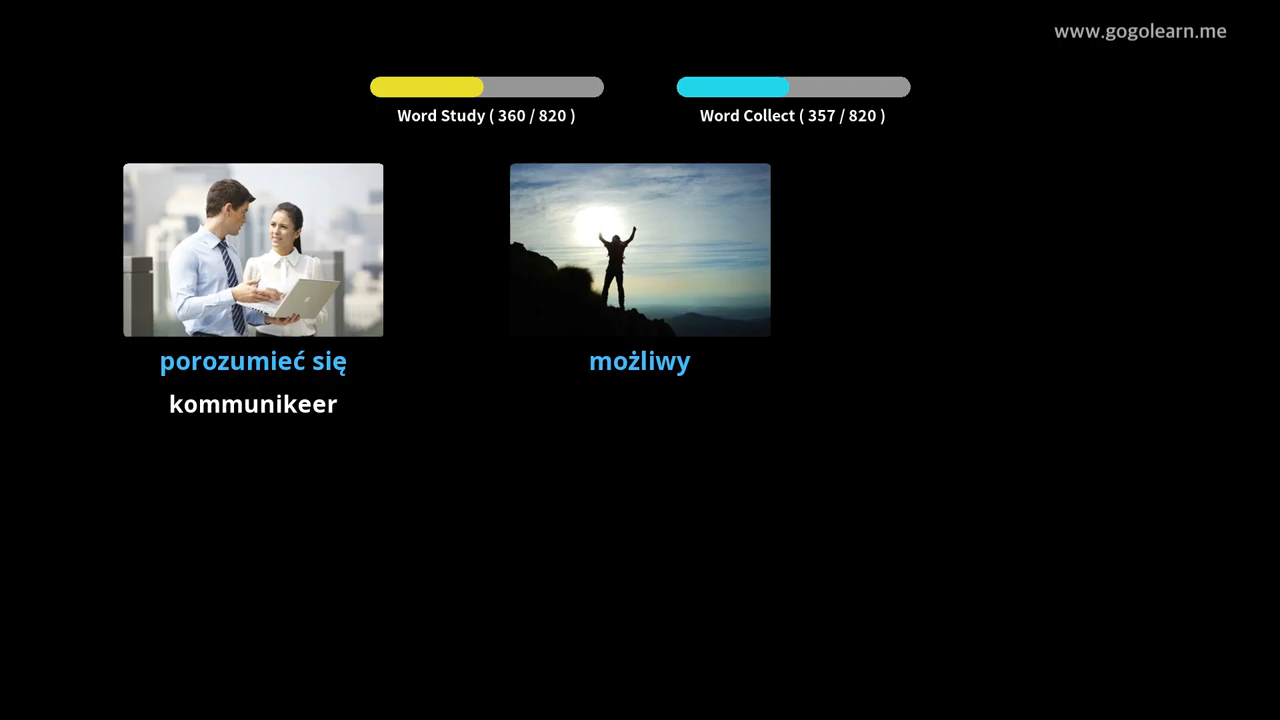 www.gogolearn.me
Word Study ( 360 / 820 )
Word Collect ( 357 / 820 )
porozumieć się
możliwy
kommunikeer